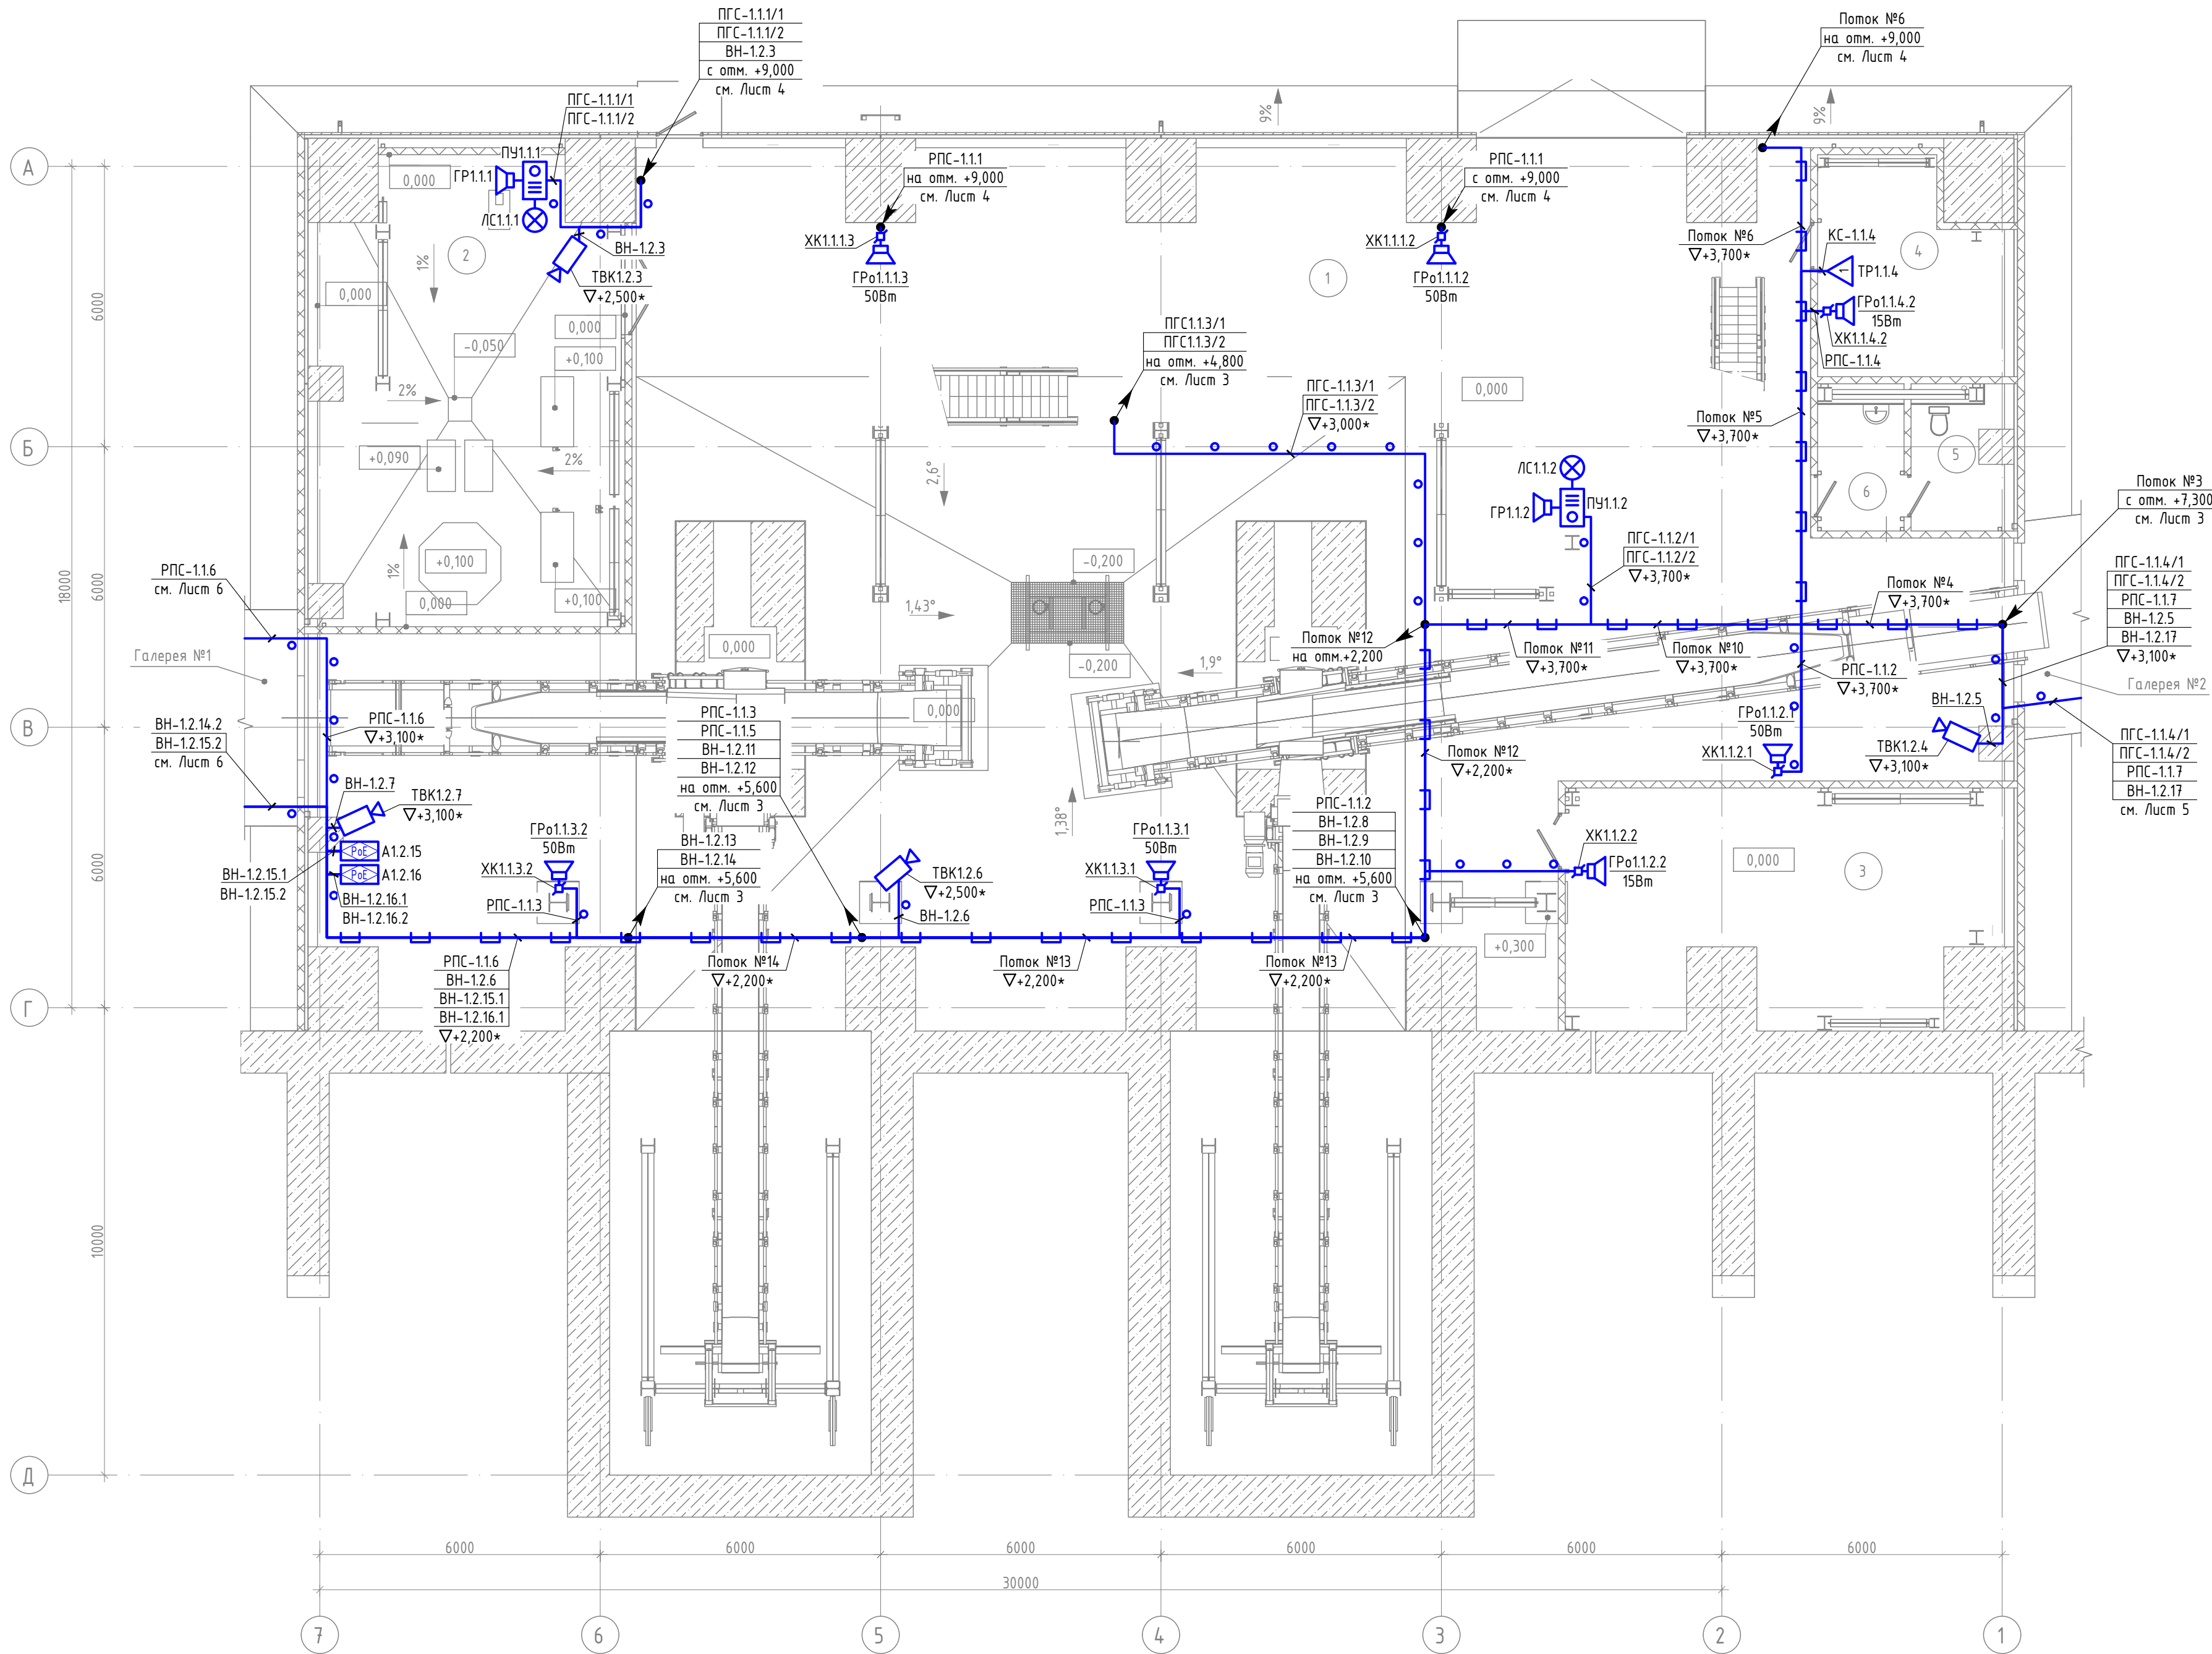 ПГС-1.1.1/1
ПГС-1.1.1/2
ВН-1.2.3
с отм. +9,000
см. Лист 4
Поток №6
на отм. +9,000
см. Лист 4
ПГС-1.1.1/1
ПГС-1.1.1/2
9%
9%
А
ПУ1.1.1
ГР1.1.1
ЛС1.1.1
0,000
РПС-1.1.1
на отм. +9,000
см. Лист 4
РПС-1.1.1
с отм. +9,000
см. Лист 4
ХК1.1.1.3
ГРо1.1.1.3
50Вт
ХК1.1.1.2
ГРо1.1.1.2
50Вт
2
1%
ВН-1.2.3
ТВК1.2.3
+2,500*
1
Поток №6
+3,700*
КС-1.1.4
1
ТР1.1.4
4
ГРо1.1.4.2
15Вт
ХК1.1.4.2
РПС-1.1.4
0,000
0,000
-0,050
+0,100
6000
2%
ПГС1.1.3/1
ПГС1.1.3/2
на отм. +4,800
см. Лист 3
ПГС-1.1.3/1
ПГС-1.1.3/2
+3,000*
0,000
Поток №5
+3,700*
Б
+0,090
2%
2,6°
ЛС1.1.2
ГР1.1.2
ПУ1.1.2
5
6
Поток №3
с отм. +7,300
см. Лист 3
18000
6000
1%
+0,100
+0,100
0,000
РПС-1.1.6
см. Лист 6
1,43°
-0,200
-0,200
ПГС-1.1.2/1
ПГС-1.1.2/2
+3,700*
Поток №4
+3,700*
ПГС-1.1.4/1
ПГС-1.1.4/2
РПС-1.1.7
ВН-1.2.5
ВН-1.2.17
+3,100*
Галерея №1
0,000
1,9°
Поток №12
на отм.+2,200
Поток №11
+3,700*
Поток №10
+3,700*
РПС-1.1.2
+3,700*
Галерея №2
В
ВН-1.2.14.2
ВН-1.2.15.2
см. Лист 6
РПС-1.1.6
+3,100*
0,000
РПС-1.1.3
РПС-1.1.5
ВН-1.2.11
ВН-1.2.12
на отм. +5,600
см. Лист 3
Поток №12
+2,200*
ГРо1.1.2.1
50Вт
ХК1.1.2.1
ВН-1.2.5
ТВК1.2.4
+3,100*
ПГС-1.1.4/1
ПГС-1.1.4/2
РПС-1.1.7
ВН-1.2.17
см. Лист 5
ВН-1.2.7
ТВК1.2.7
+3,100*
1,38°
РПС-1.1.2
ВН-1.2.8
ВН-1.2.9
ВН-1.2.10
на отм. +5,600
см. Лист 3
6000
PoE
А1.2.15
PoE
А1.2.16
ВН-1.2.15.1
ВН-1.2.15.2
ВН-1.2.16.1
ВН-1.2.16.2
ГРо1.1.3.2
50Вт
ХК1.1.3.2
РПС-1.1.3
ВН-1.2.13
ВН-1.2.14
на отм. +5,600
см. Лист 3
ТВК1.2.6
+2,500*
ВН-1.2.6
ГРо1.1.3.1
50Вт
ХК1.1.3.1
РПС-1.1.3
ХК1.1.2.2
ГРо1.1.2.2
15Вт
0,000
3
+0,300
РПС-1.1.6
ВН-1.2.6
ВН-1.2.15.1
ВН-1.2.16.1
+2,200*
Поток №14
+2,200*
Поток №13
+2,200*
Поток №13
+2,200*
Г
10000
Д
6000
6000
6000
6000
6000
6000
30000
7
6
5
4
3
2
1